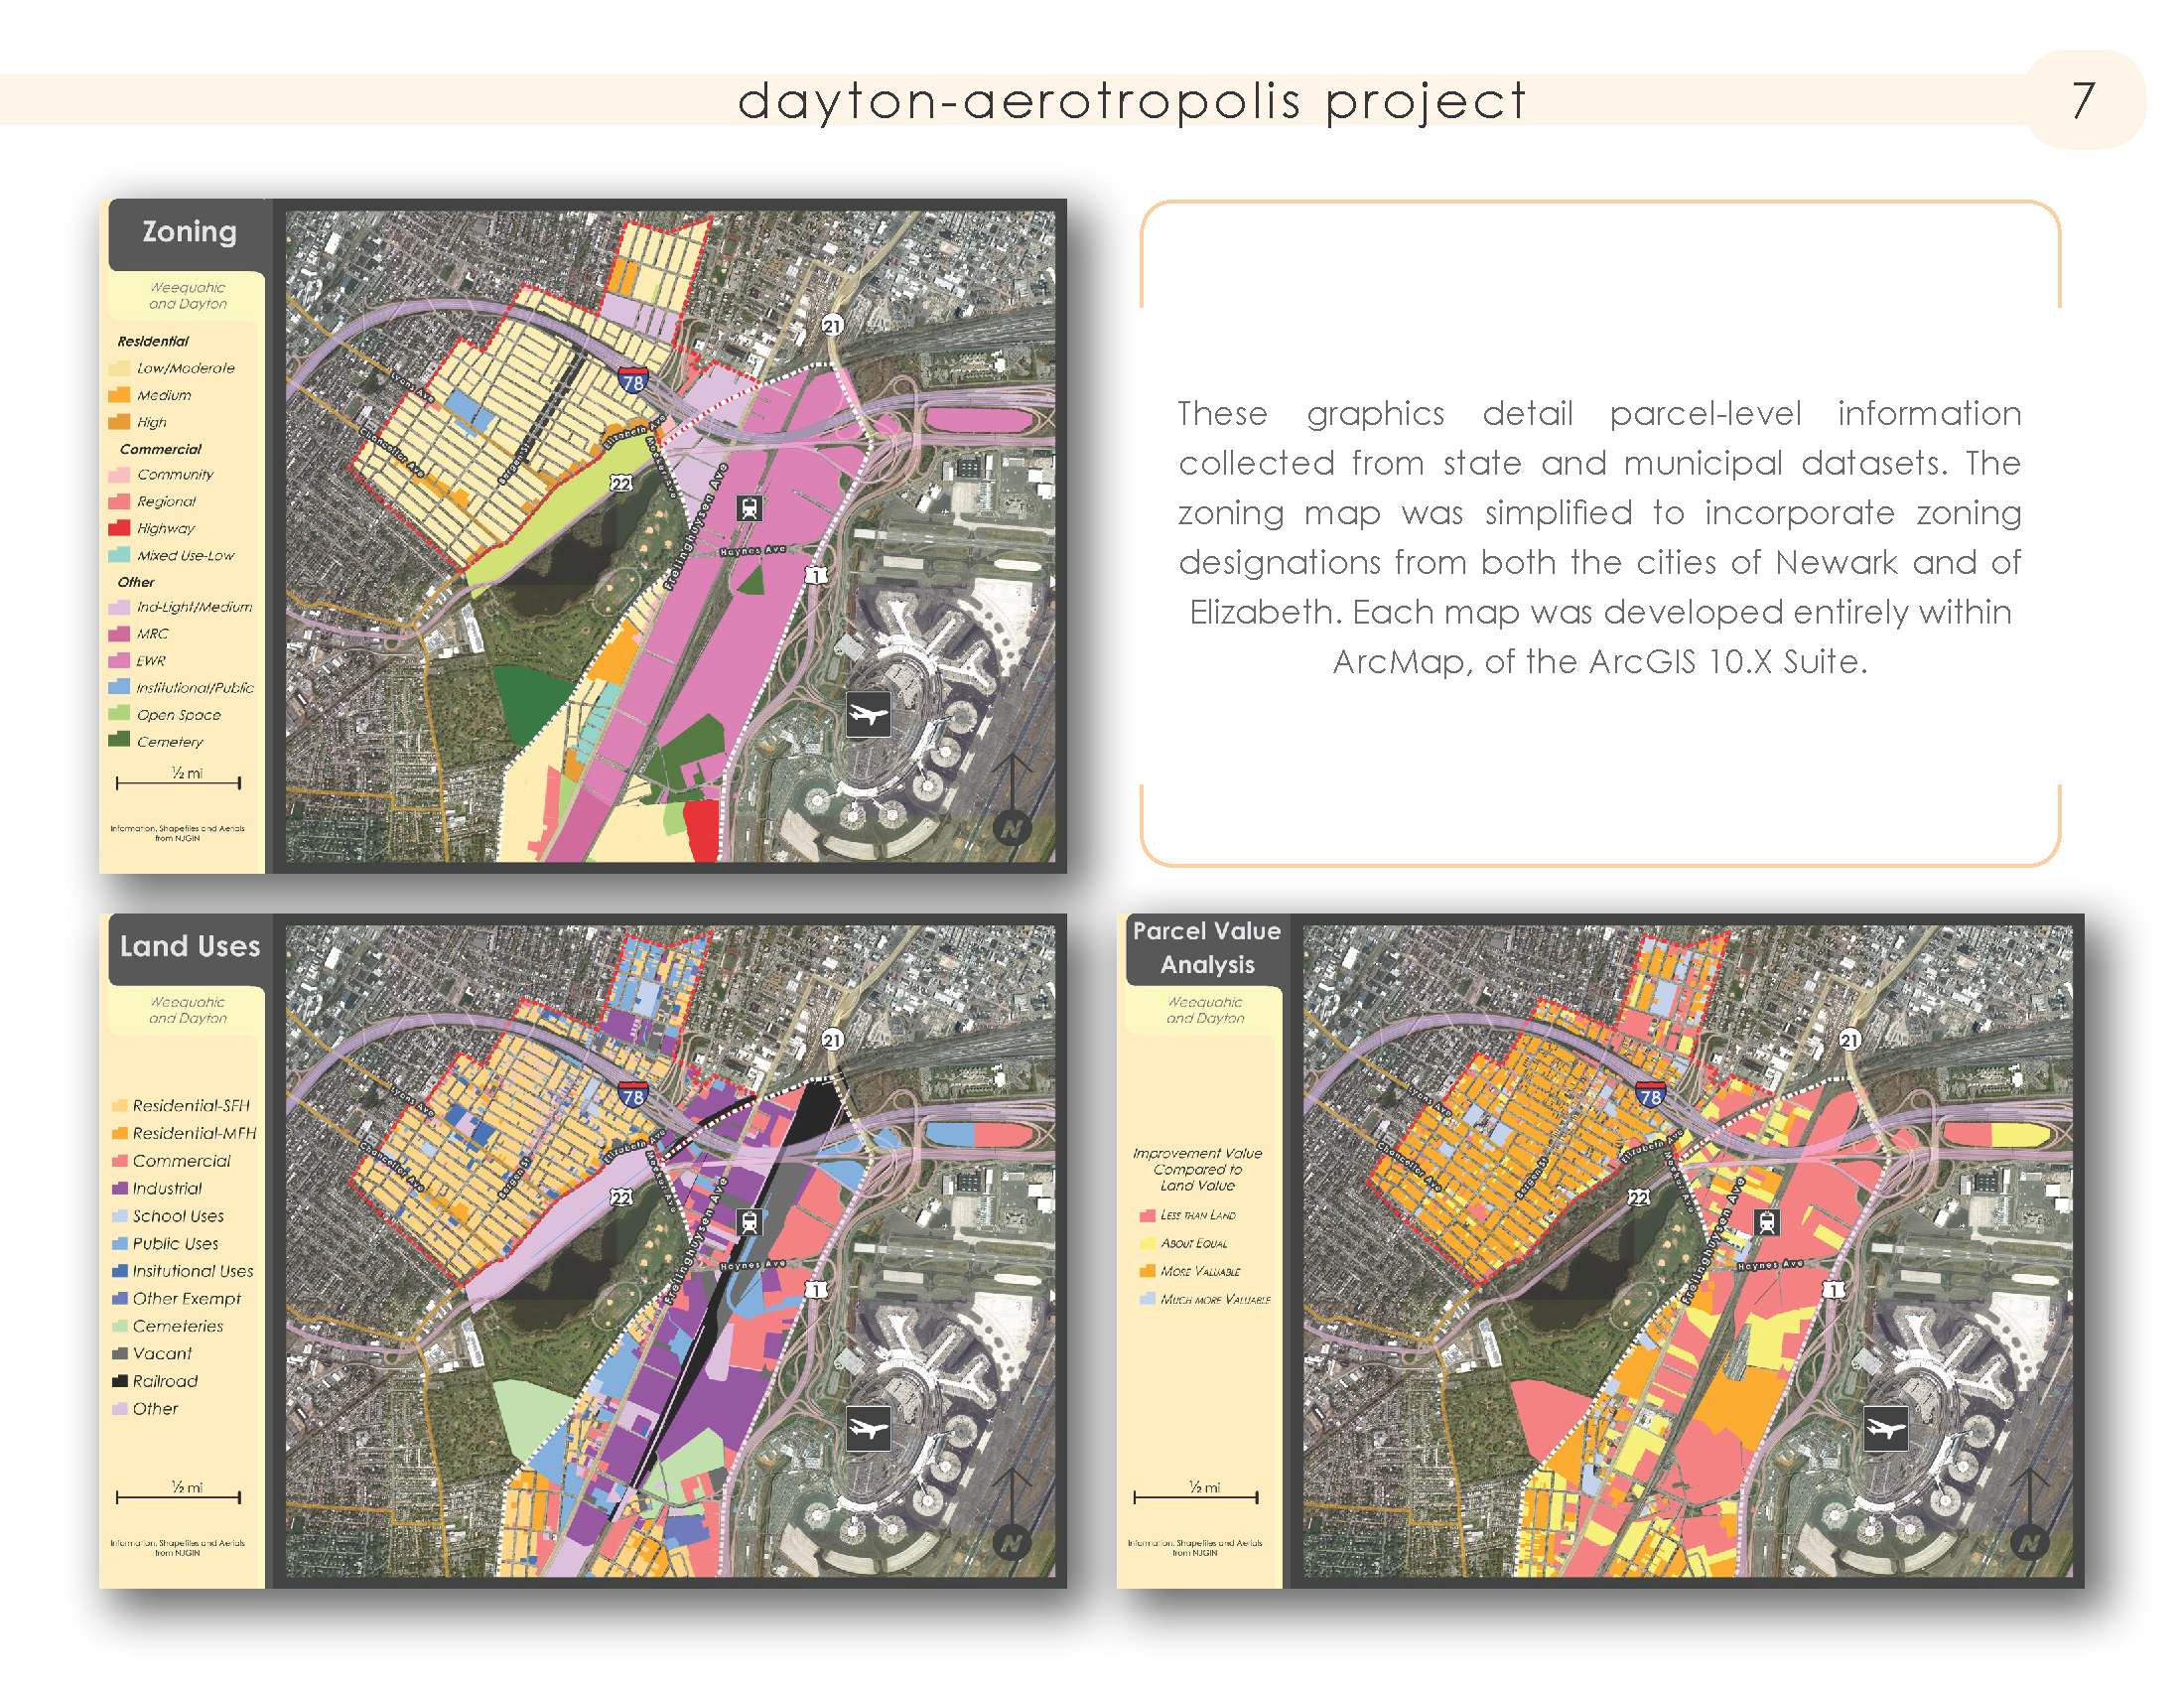 dayton-aerotropolis project
7
Zoning
Weequahic
and Dayton
Residential
Low/Moderate
Medium
High
Commercial
Community
Regional
Highway
Mixed Use-Low
Other
Ind-Light/Medium
MRC
EWR
Institutional/Public
Open Space
Cemetery
½ mi
Information, Shapefiles and Aerials
from NJGIN
Lyons Ave
Chancellor Ave
Bergen St
Elizabeth Ave
Meeker Ave
Frelinghuysen Ave
Haynes Ave
78
21
22
1
N
These graphics detail parcel-level information
collected from state and municipal datasets. The
zoning map was simplified to incorporate zoning
designations from both the cities of Newark and of
Elizabeth. Each map was developed entirely within
ArcMap, of the ArcGIS 10.X Suite.
Land Uses
Weequahic
and Dayton
Residential-SFH
Residential-MFH
Commercial
Industrial
School Uses
Public Uses
Insitutional Uses
Other Exempt
Cemeteries
Vacant
Railroad
Other
½ mi
Information, Shapefiles and Aerials
from NJGIN
Lyons Ave
Chancellor Ave
Bergen St
Elizabeth Ave
Meeker Ave
Frelinghuysen Ave
Haynes Ave
78
21
22
1
N
Parcel Value
Analysis
Weequahic
and Dayton
Improvement Value
Compared to
Land Value
Less than Land
About Equal
More Valuable
Much more Valuable
½ mi
Information, Shapefiles and Aerials
from NJGIN
Lyons Ave
Chancellor Ave
Bergen St
Elizabeth Ave
Meeker Ave
Frelinghuysen Ave
Haynes Ave
78
21
22
1
N